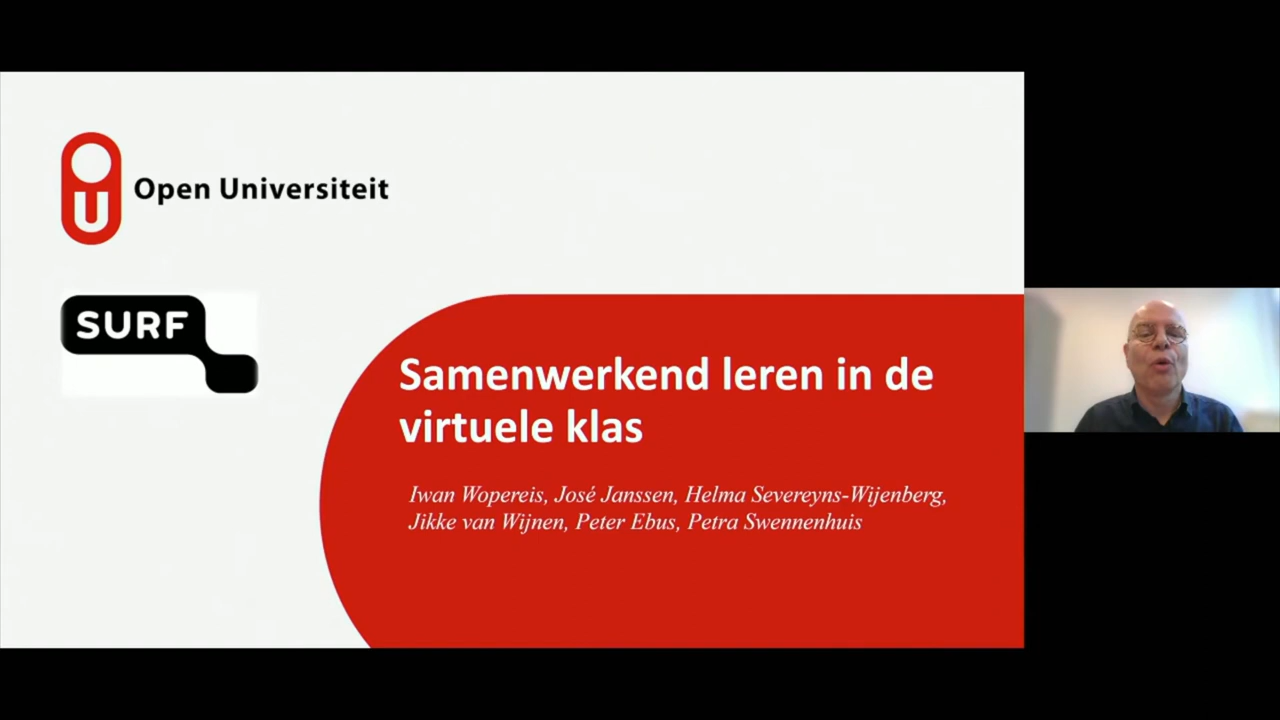 Open Universiteit
SURF
Samenwerkend leren in de
virtuele klas
Iwan Wopereis, José Janssen, Helma Severeyns-Wijenberg,
Jikke van Wijnen, Peter Ebus, Petra Swennenhuis